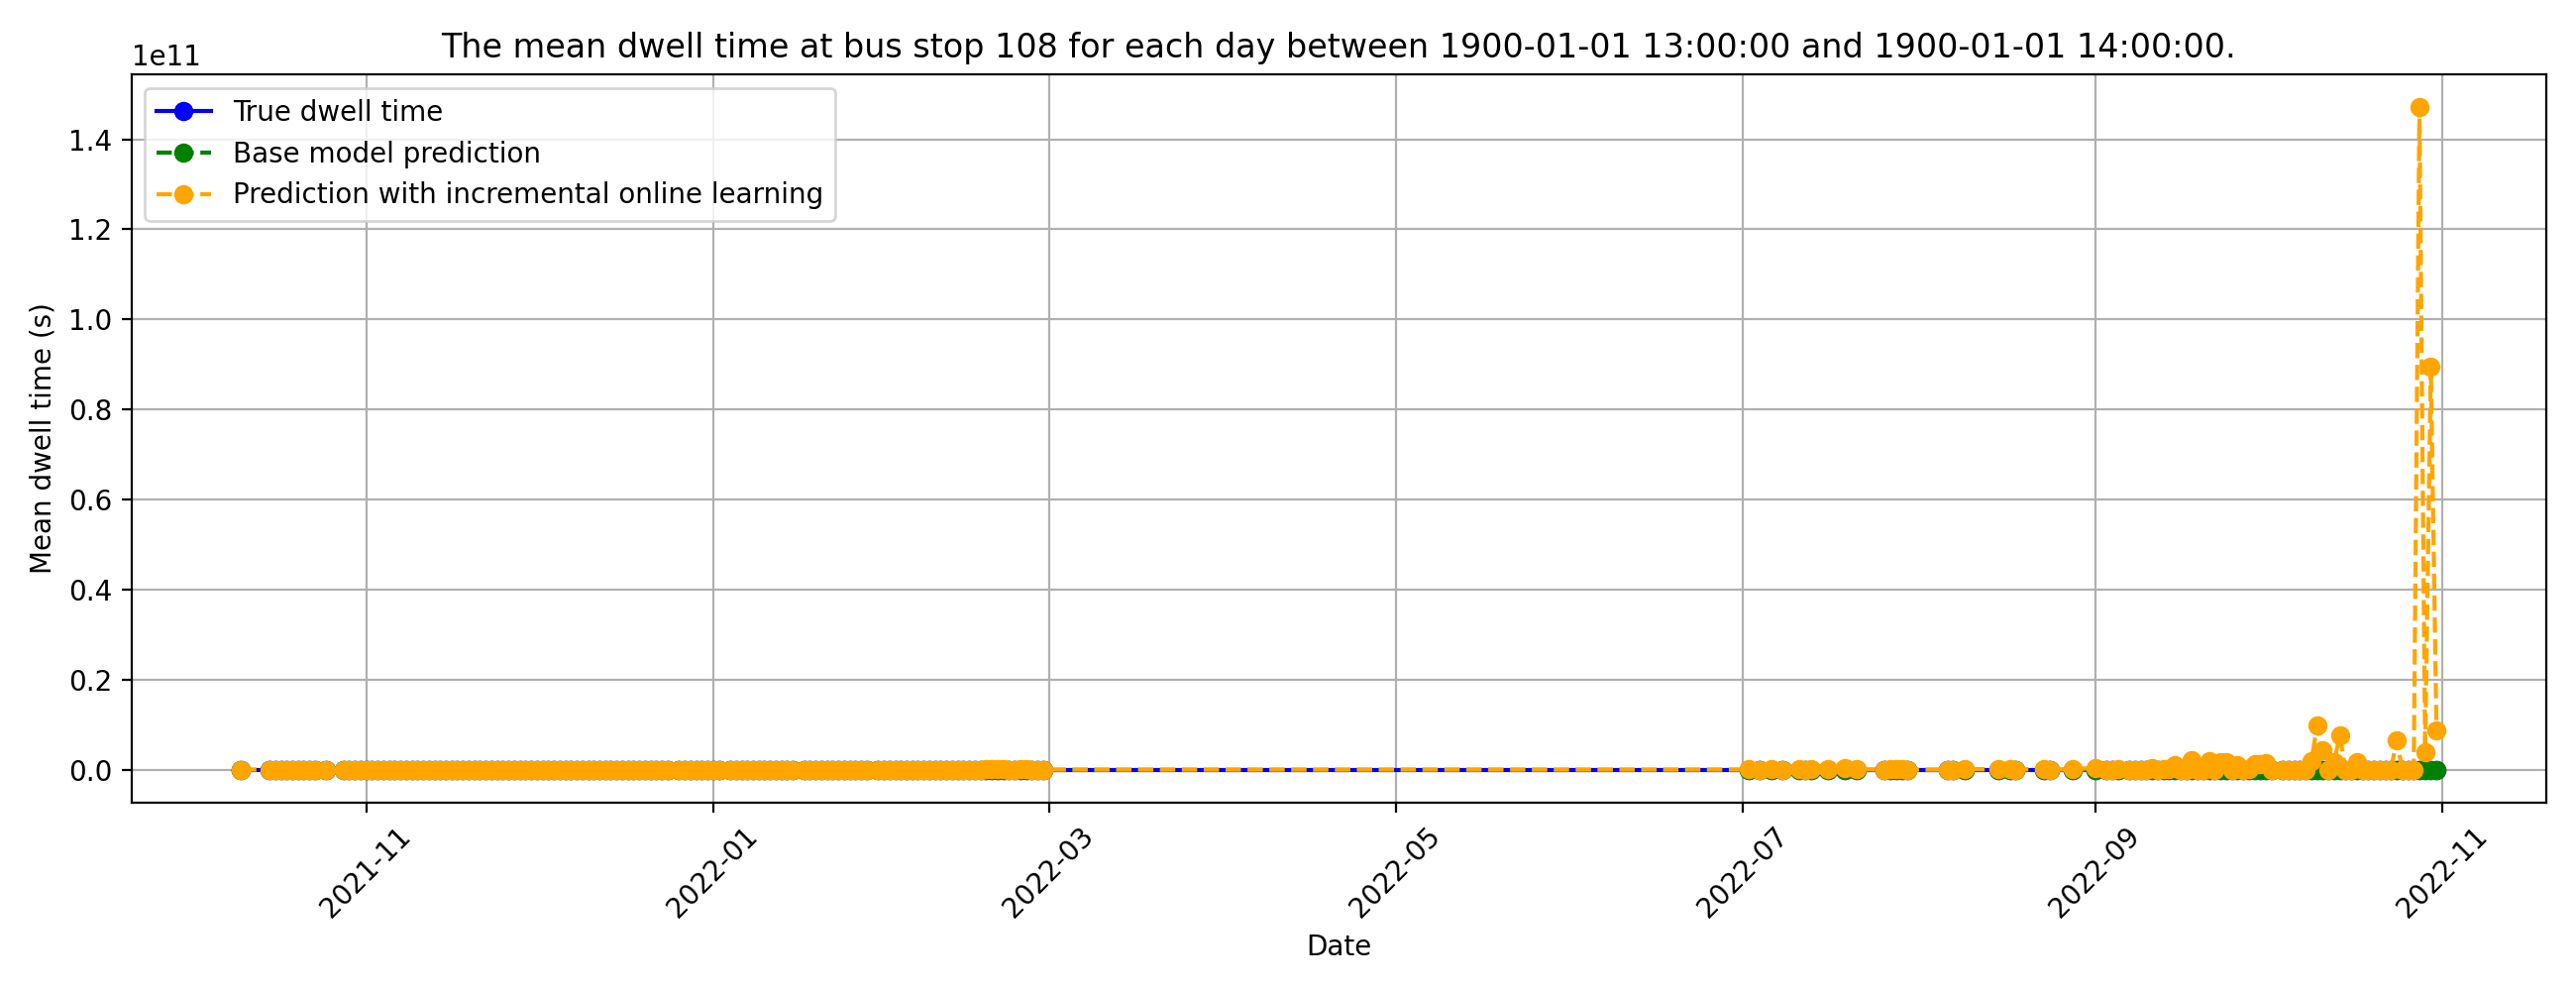 The mean dwell time at bus stop 108 for each day between 1900-01-01 13:00:00 and 1900-01-01 14:00:00.
1e11
True dwell time
Base model prediction
Prediction with incremental online learning
Mean dwell time (s)
1.4
1.2
1.0
0.8
0.6
0.4
0.2
0.0
2021-11
2022-01
2022-03
2022-05
2022-07
2022-09
2022-11
Date